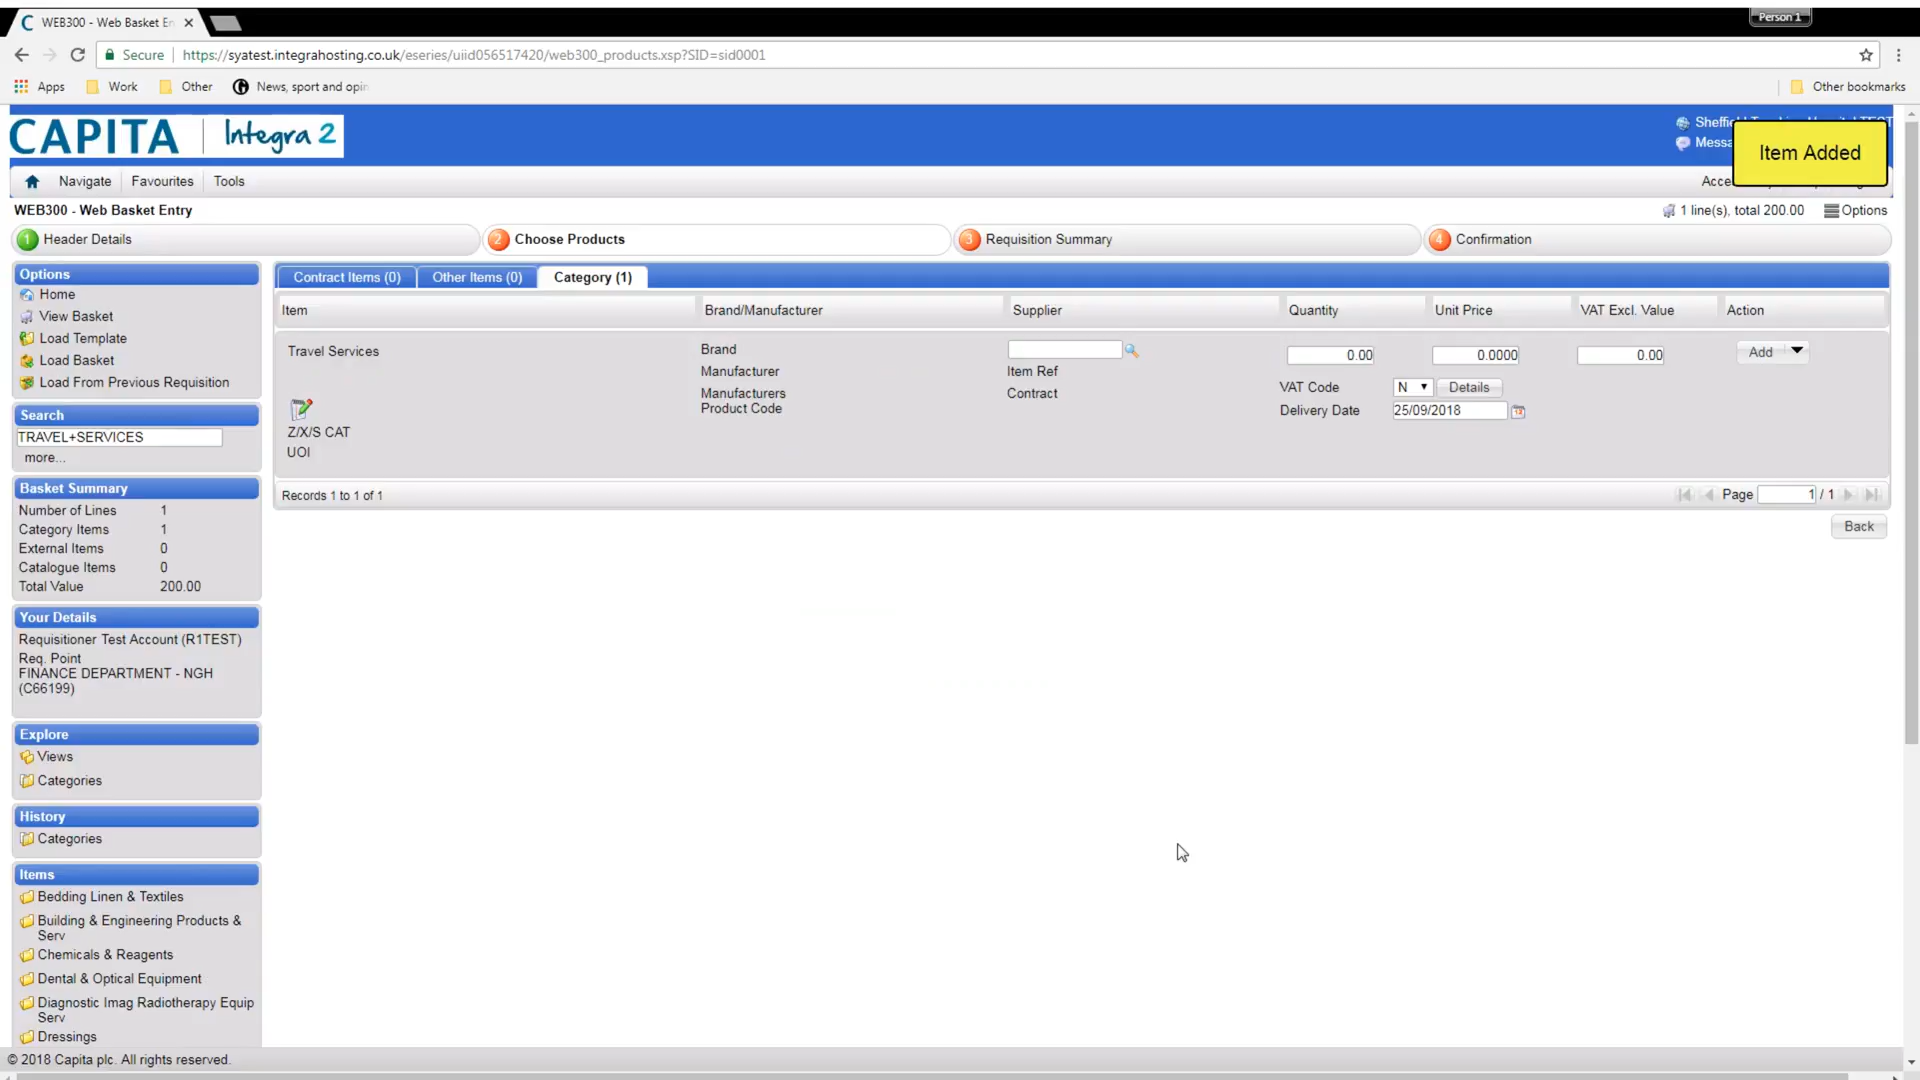 WEB300 - Web Basket En
Person 1
Secure https://syatest.integrahosting.co.uk/eseries/uiid056517420/web300_products.xsp?SID=sid0001
Apps Work Other News, sport and opin Other bookmarks
CAPITA Integra 2
Item Added
Navigate Favourites Tools
WEB300 - Web Basket Entry
1 line(s), total 200.00 Options
1 Header Details 2 Choose Products 3 Requisition Summary 4 Confirmation
Options
Home
View Basket
Load Template
Load Basket
Load From Previous Requisition
Search
TRAVEL+SERVICES
more...
Basket Summary
Number of Lines 1
Category Items 1
External Items 0
Catalogue Items 0
Total Value 200.00
Your Details
Requisitioner Test Account (R1TEST)
Req. Point
FINANCE DEPARTMENT - NGH
(C66199)
Explore
Views
Categories
History
Categories
Items
Bedding Linen & Textiles
Building & Engineering Products &
Serv
Chemicals & Reagents
Dental & Optical Equipment
Diagnostic Imag Radiotherapy Equip
Serv
Dressings
Contract Items (0) Other Items (0) Category (1)
Item Brand/Manufacturer Supplier Quantity Unit Price VAT Excl. Value Action
Travel Services
Z/X/S CAT
UOI
Brand
Manufacturer
Manufacturers
Product Code
Item Ref
Contract
0.00 0.0000 0.00 Add
VAT Code N Details
Delivery Date 25/09/2018
Records 1 to 1 of 1
Page 1 / 1
Back
© 2018 Capita plc. All rights reserved.